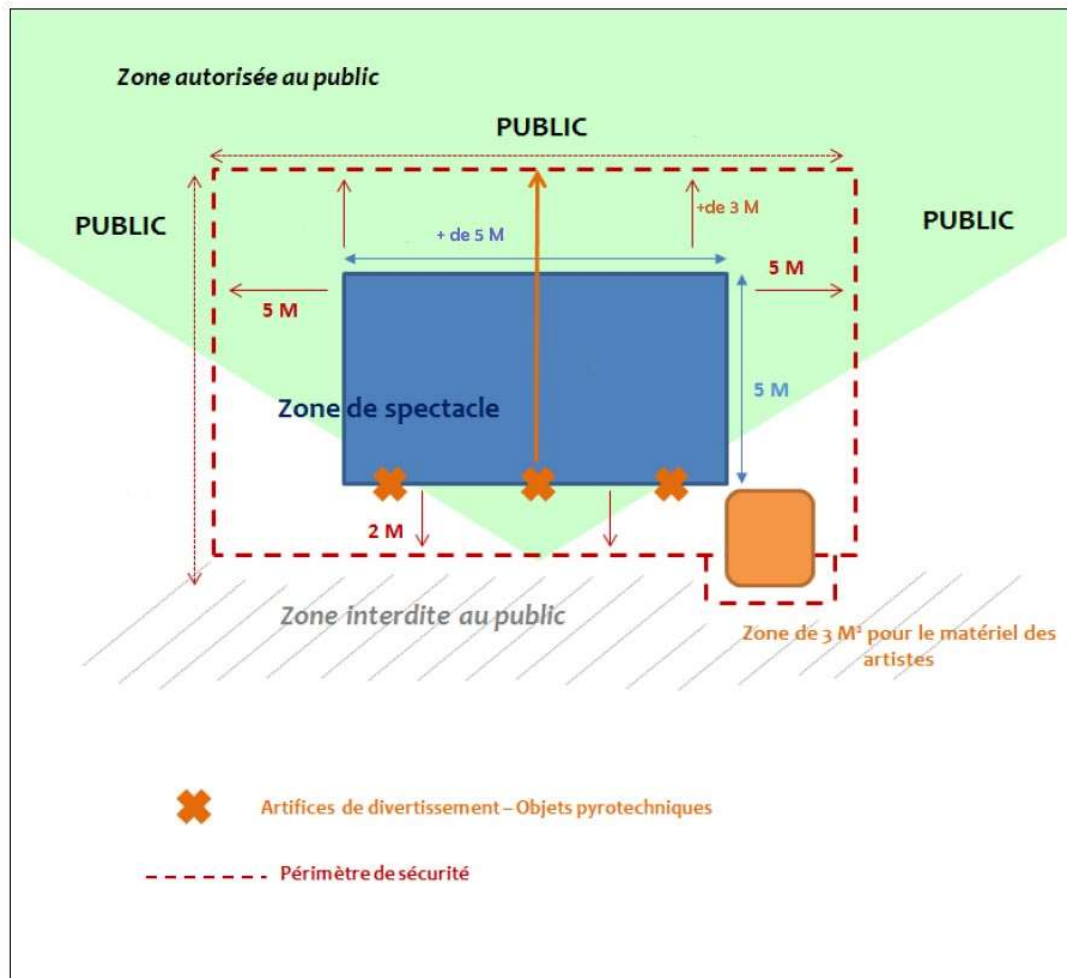 Zone autorisée au public
PUBLIC
PUBLIC
PUBLIC
+de 3 M
+ de 5 M
5 M
5 M
5 M
Zone de spectacle
2 M
Zone interdite au public
Zone de 3 M² pour le matériel des
artistes
Artifices de divertissement – Objets pyrotechniques
Périmètre de sécurité